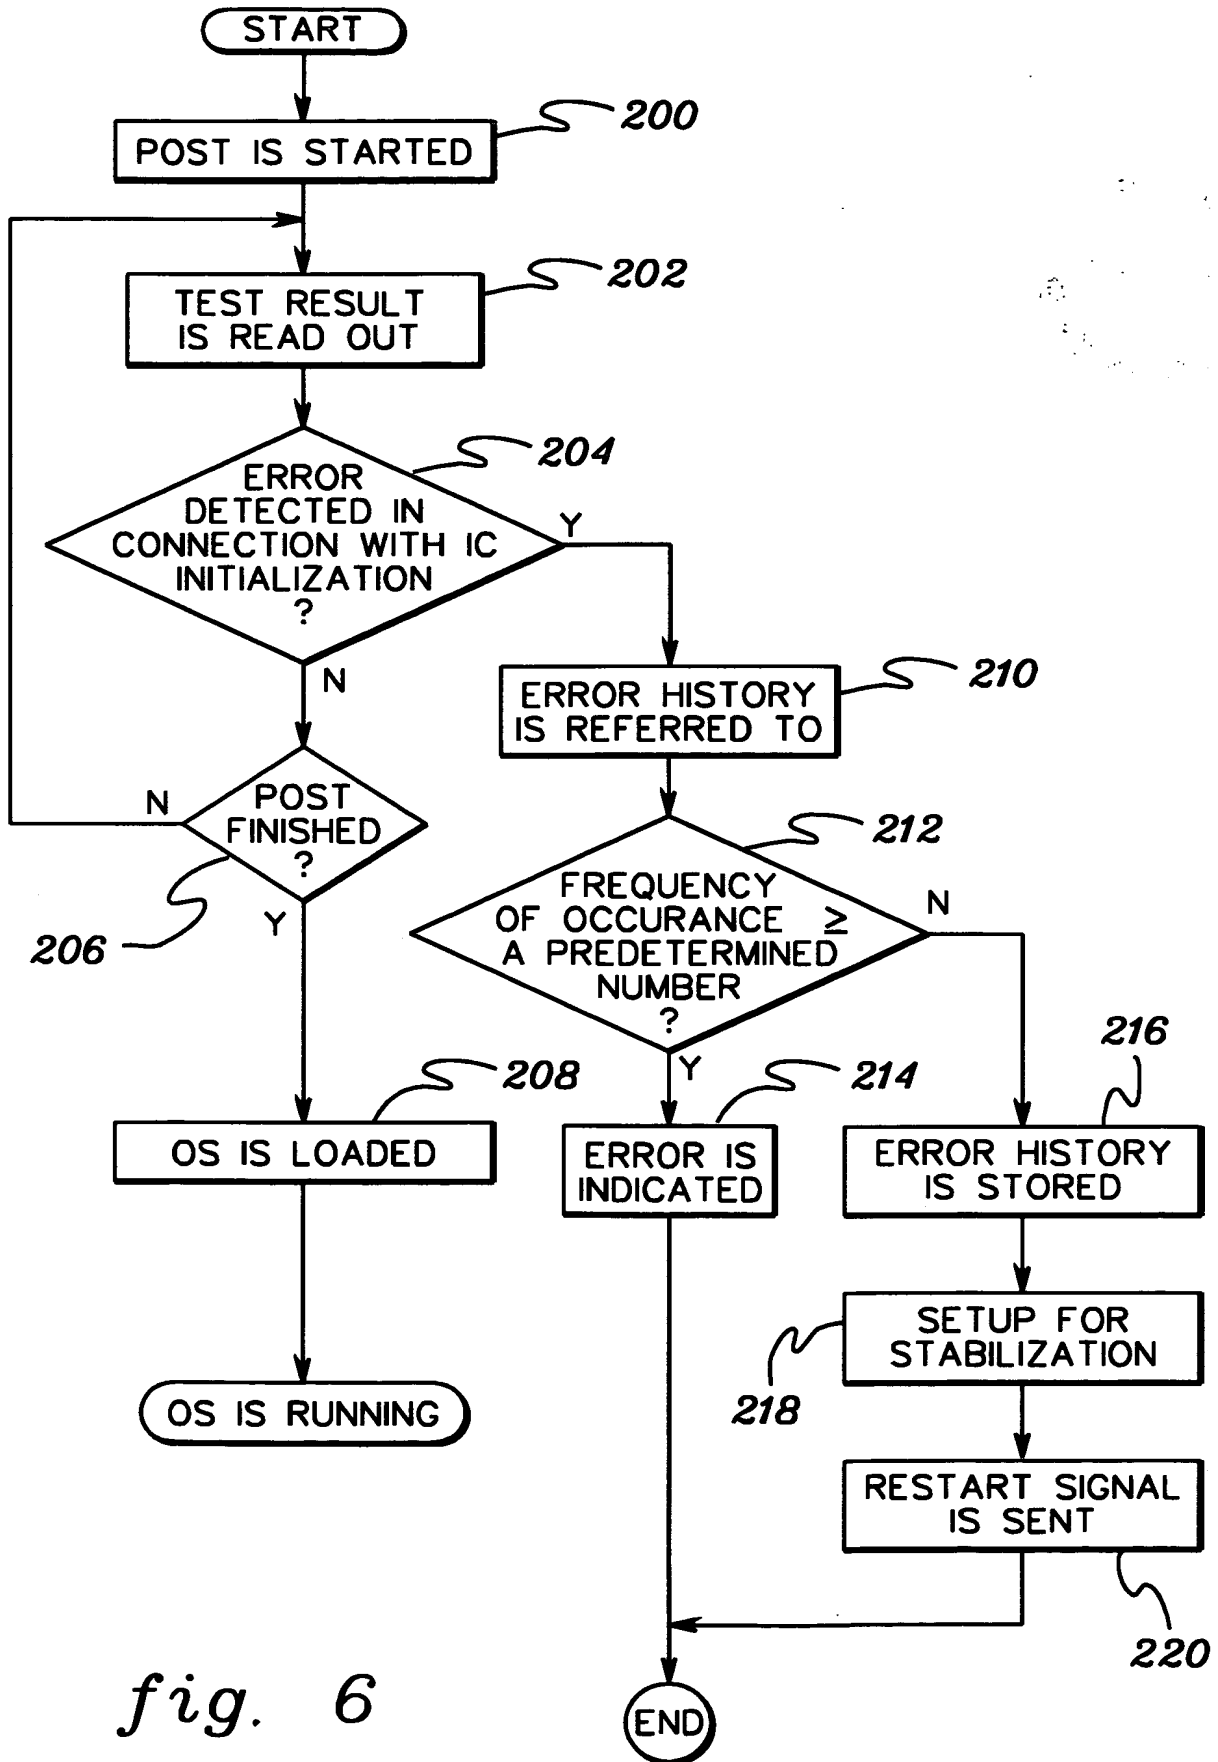 START
200
POST IS STARTED
202
TEST RESULT
IS READ OUT
204
ERROR
DETECTED IN
CONNECTION WITH IC
INITIALIZATION
?
Y
N
210
ERROR HISTORY
IS REFERRED TO
POST
FINISHED
?
N
Y
206
212
FREQUENCY
OF OCCURANCE ≥
A PREDETERMINED
NUMBER
?
N
Y
208
OS IS LOADED
214
ERROR IS
INDICATED
216
ERROR HISTORY
IS STORED
218
SETUP FOR
STABILIZATION
OS IS RUNNING
RESTART SIGNAL
IS SENT
220
END
fig. 6